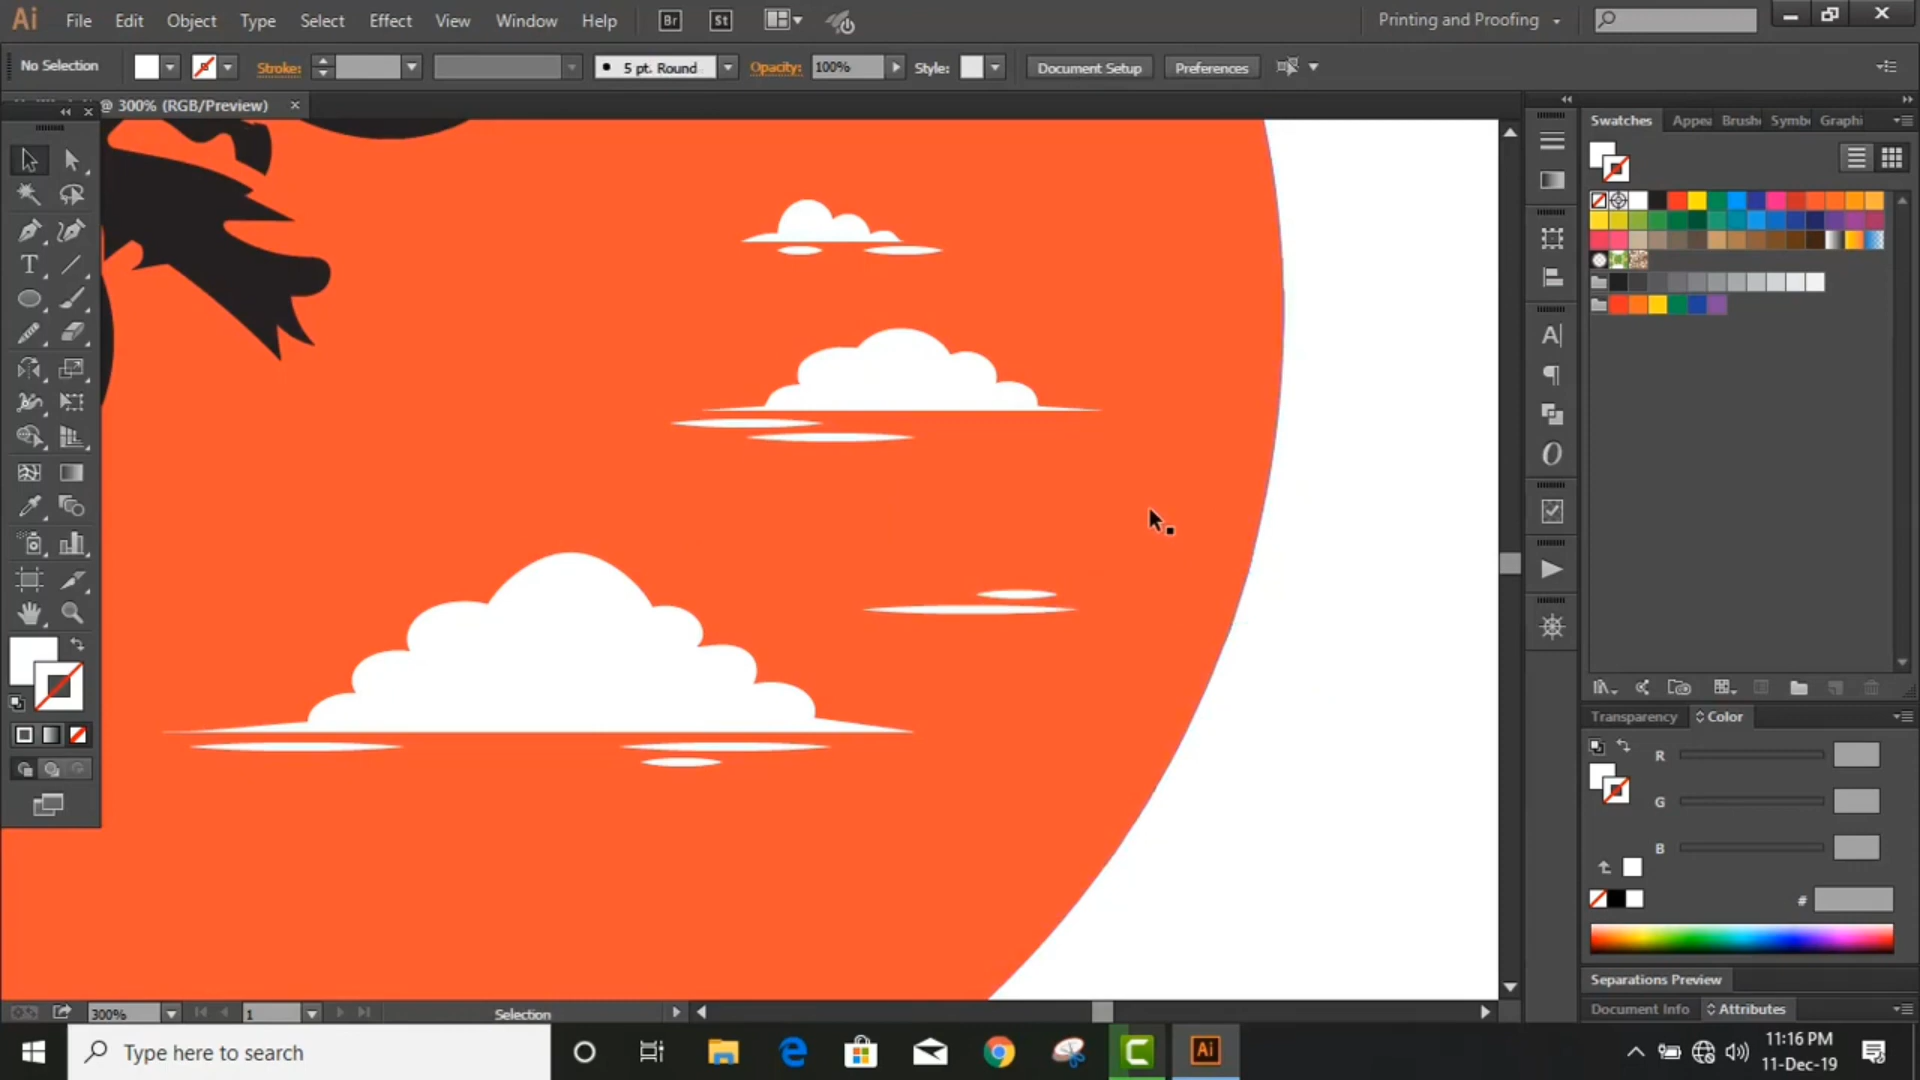 Ai File Edit Object Type Select Effect View Window Help Br St Printing and Proofing
No Selection Stroke: 5 pt. Round Opacity: 100% Style: Document Setup Preferences
@ 300% (RGB/Preview)
Swatches Appea Brush Symb Graphi
Transparency Color
R
G
B
#
Separations Preview
Document Info Attributes
300% 1 Selection
Type here to search
Ai
11:16 PM
11-Dec-19